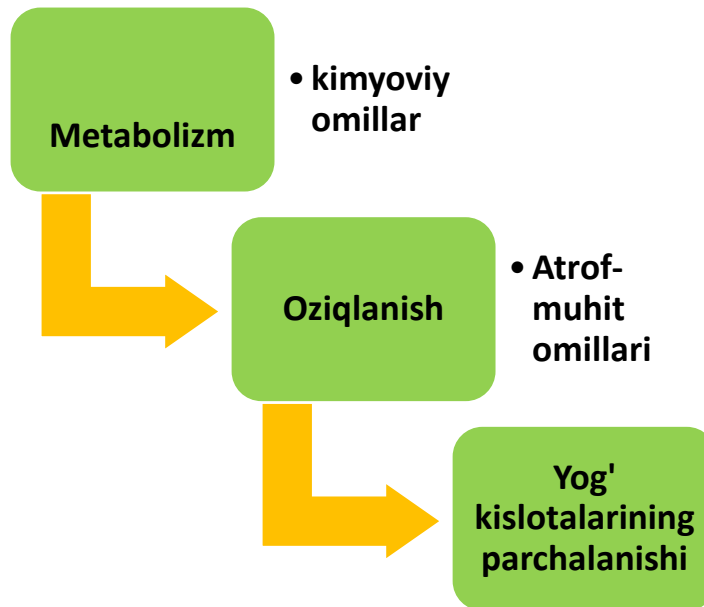 Metabolizm
• kimyoviy
omillar
Oziqlanish
• Atrof-
muhit
omillari
Yog'
kislotalarining
parchalanishi